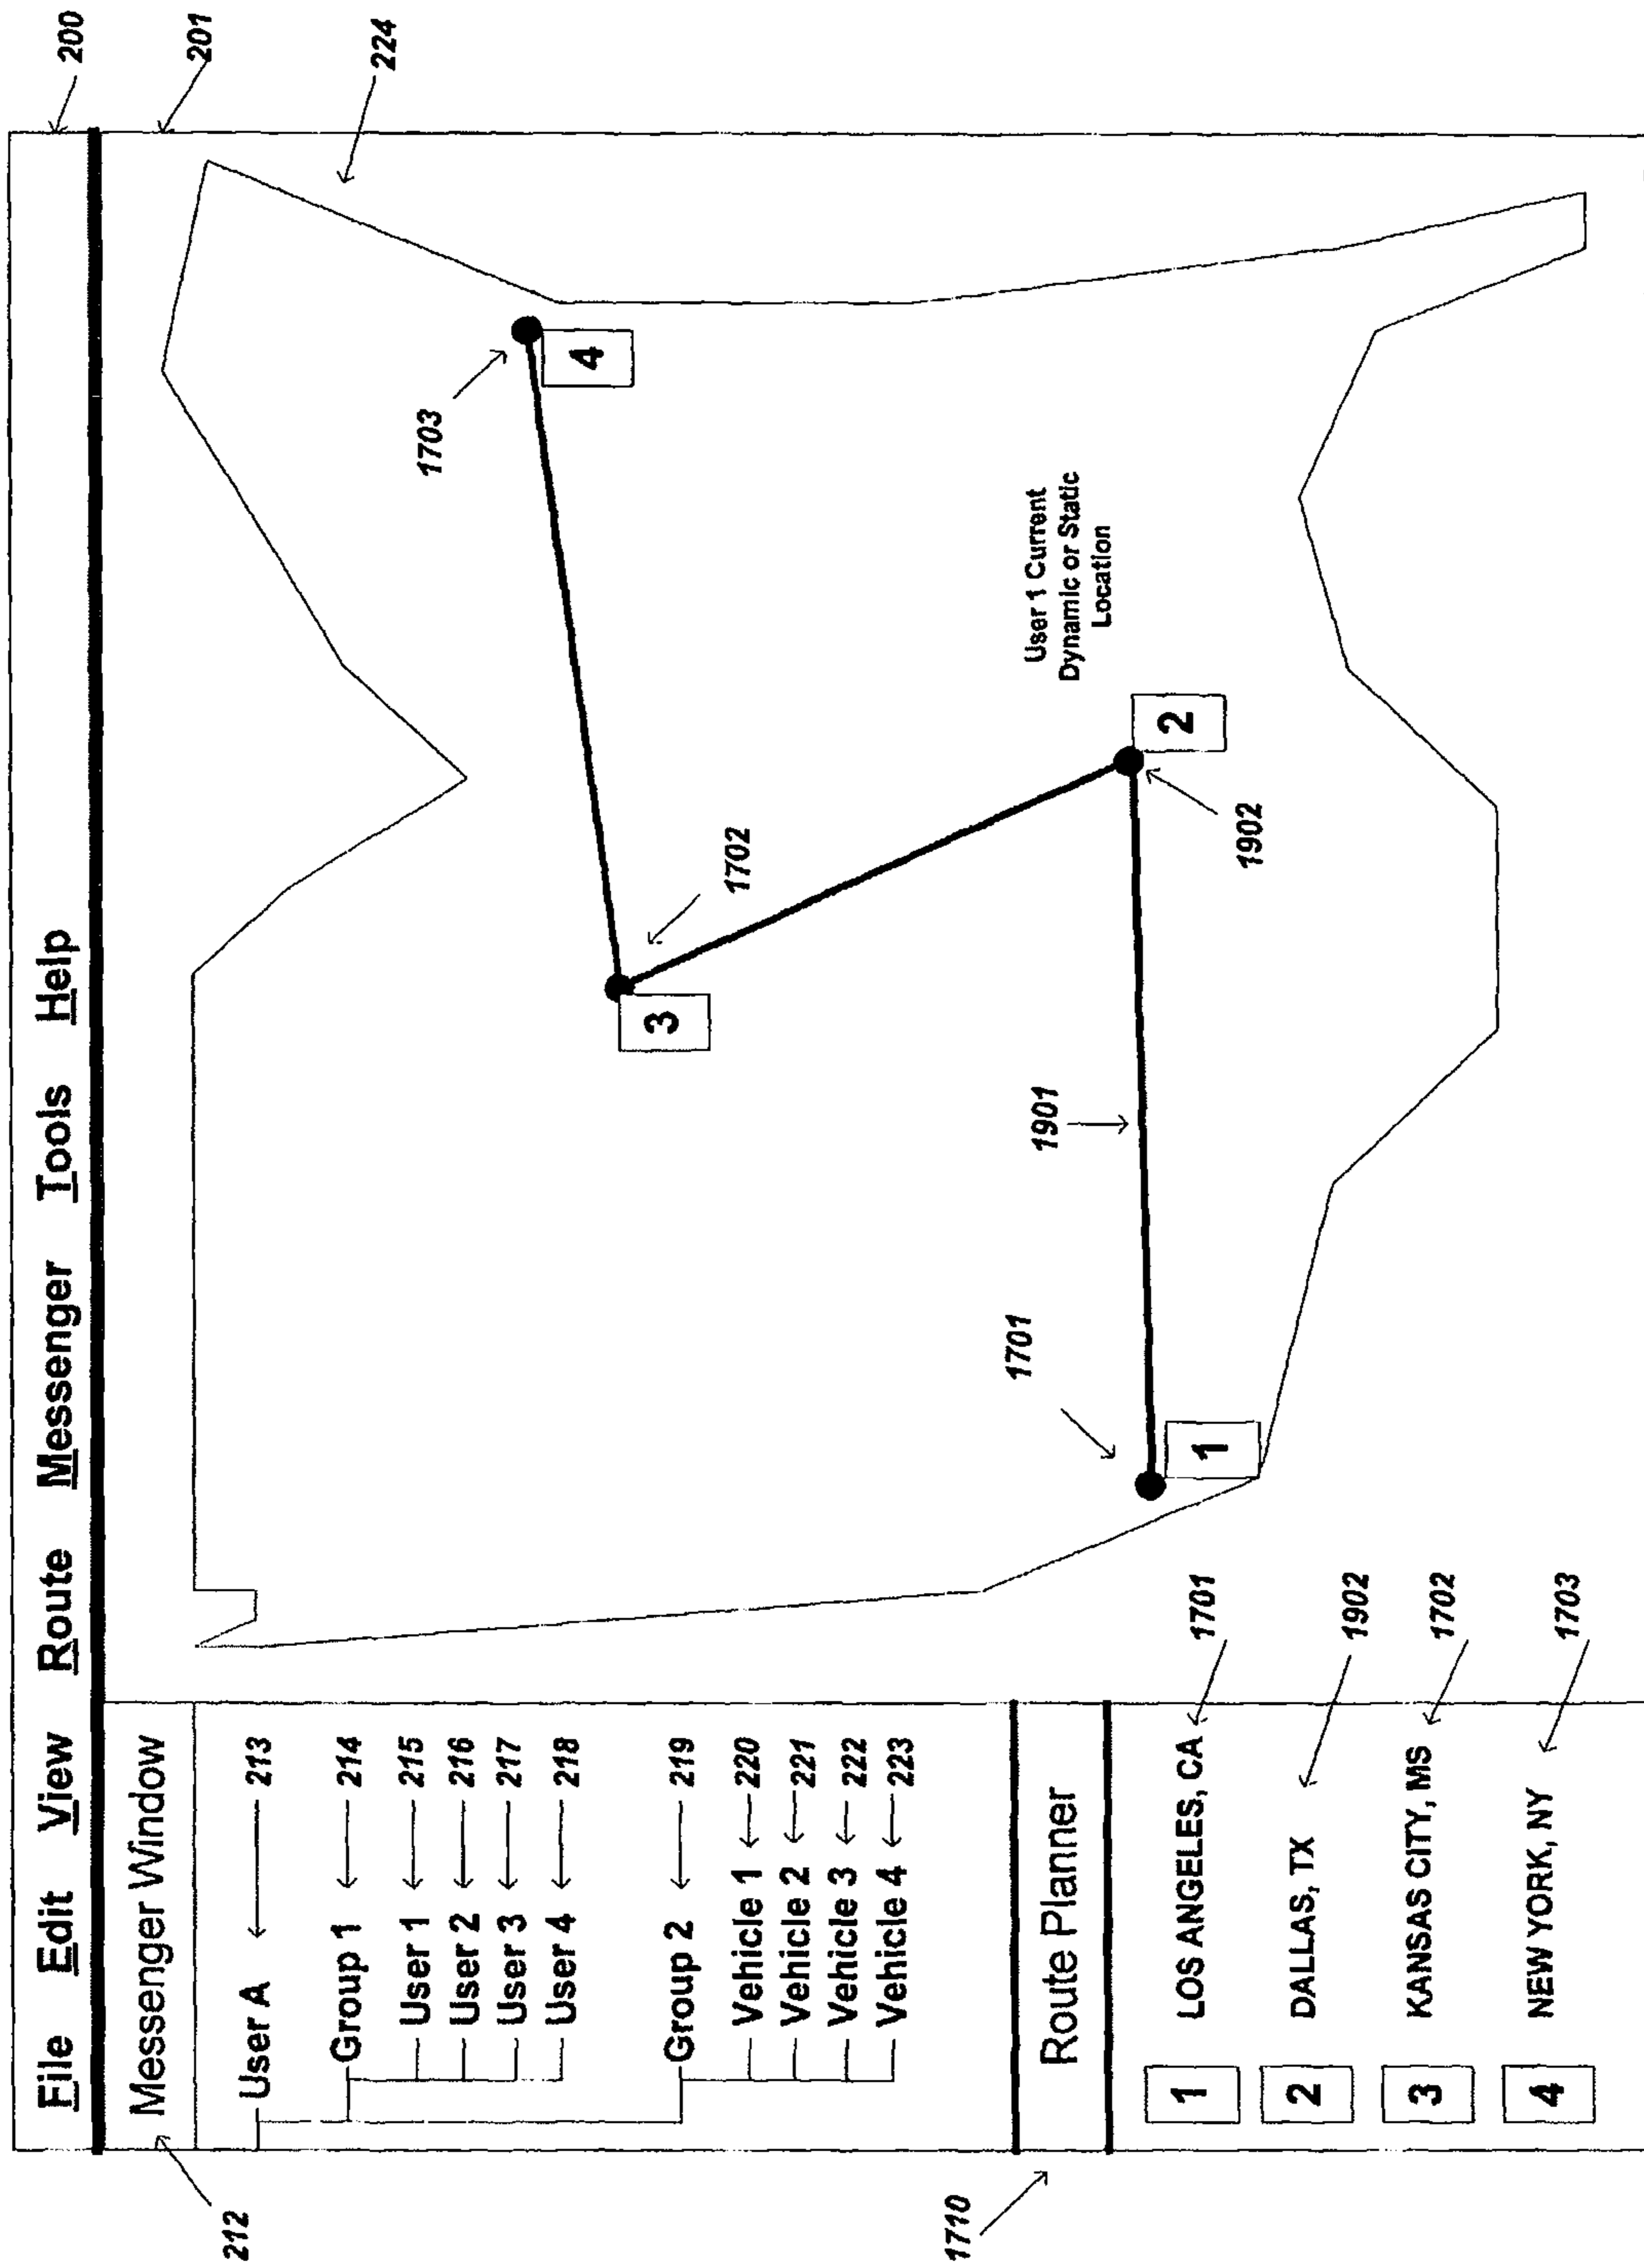 File Edit View Route Messenger Tools Help
200
201
224
212
Messenger Window
User A 213
Group 1 214
User 1 215
User 2 216
User 3 217
User 4 218
Group 2 219
Vehicle 1 220
Vehicle 2 221
Vehicle 3 222
Vehicle 4 223
1710
Route Planner
1 LOS ANGELES, CA 1701
2 DALLAS, TX 1902
3 KANSAS CITY, MS 1702
4 NEW YORK, NY 1703
1703
4
1702
3
User 1 Current
Dynamic or Static
Location
2
1902
1901
1701
1